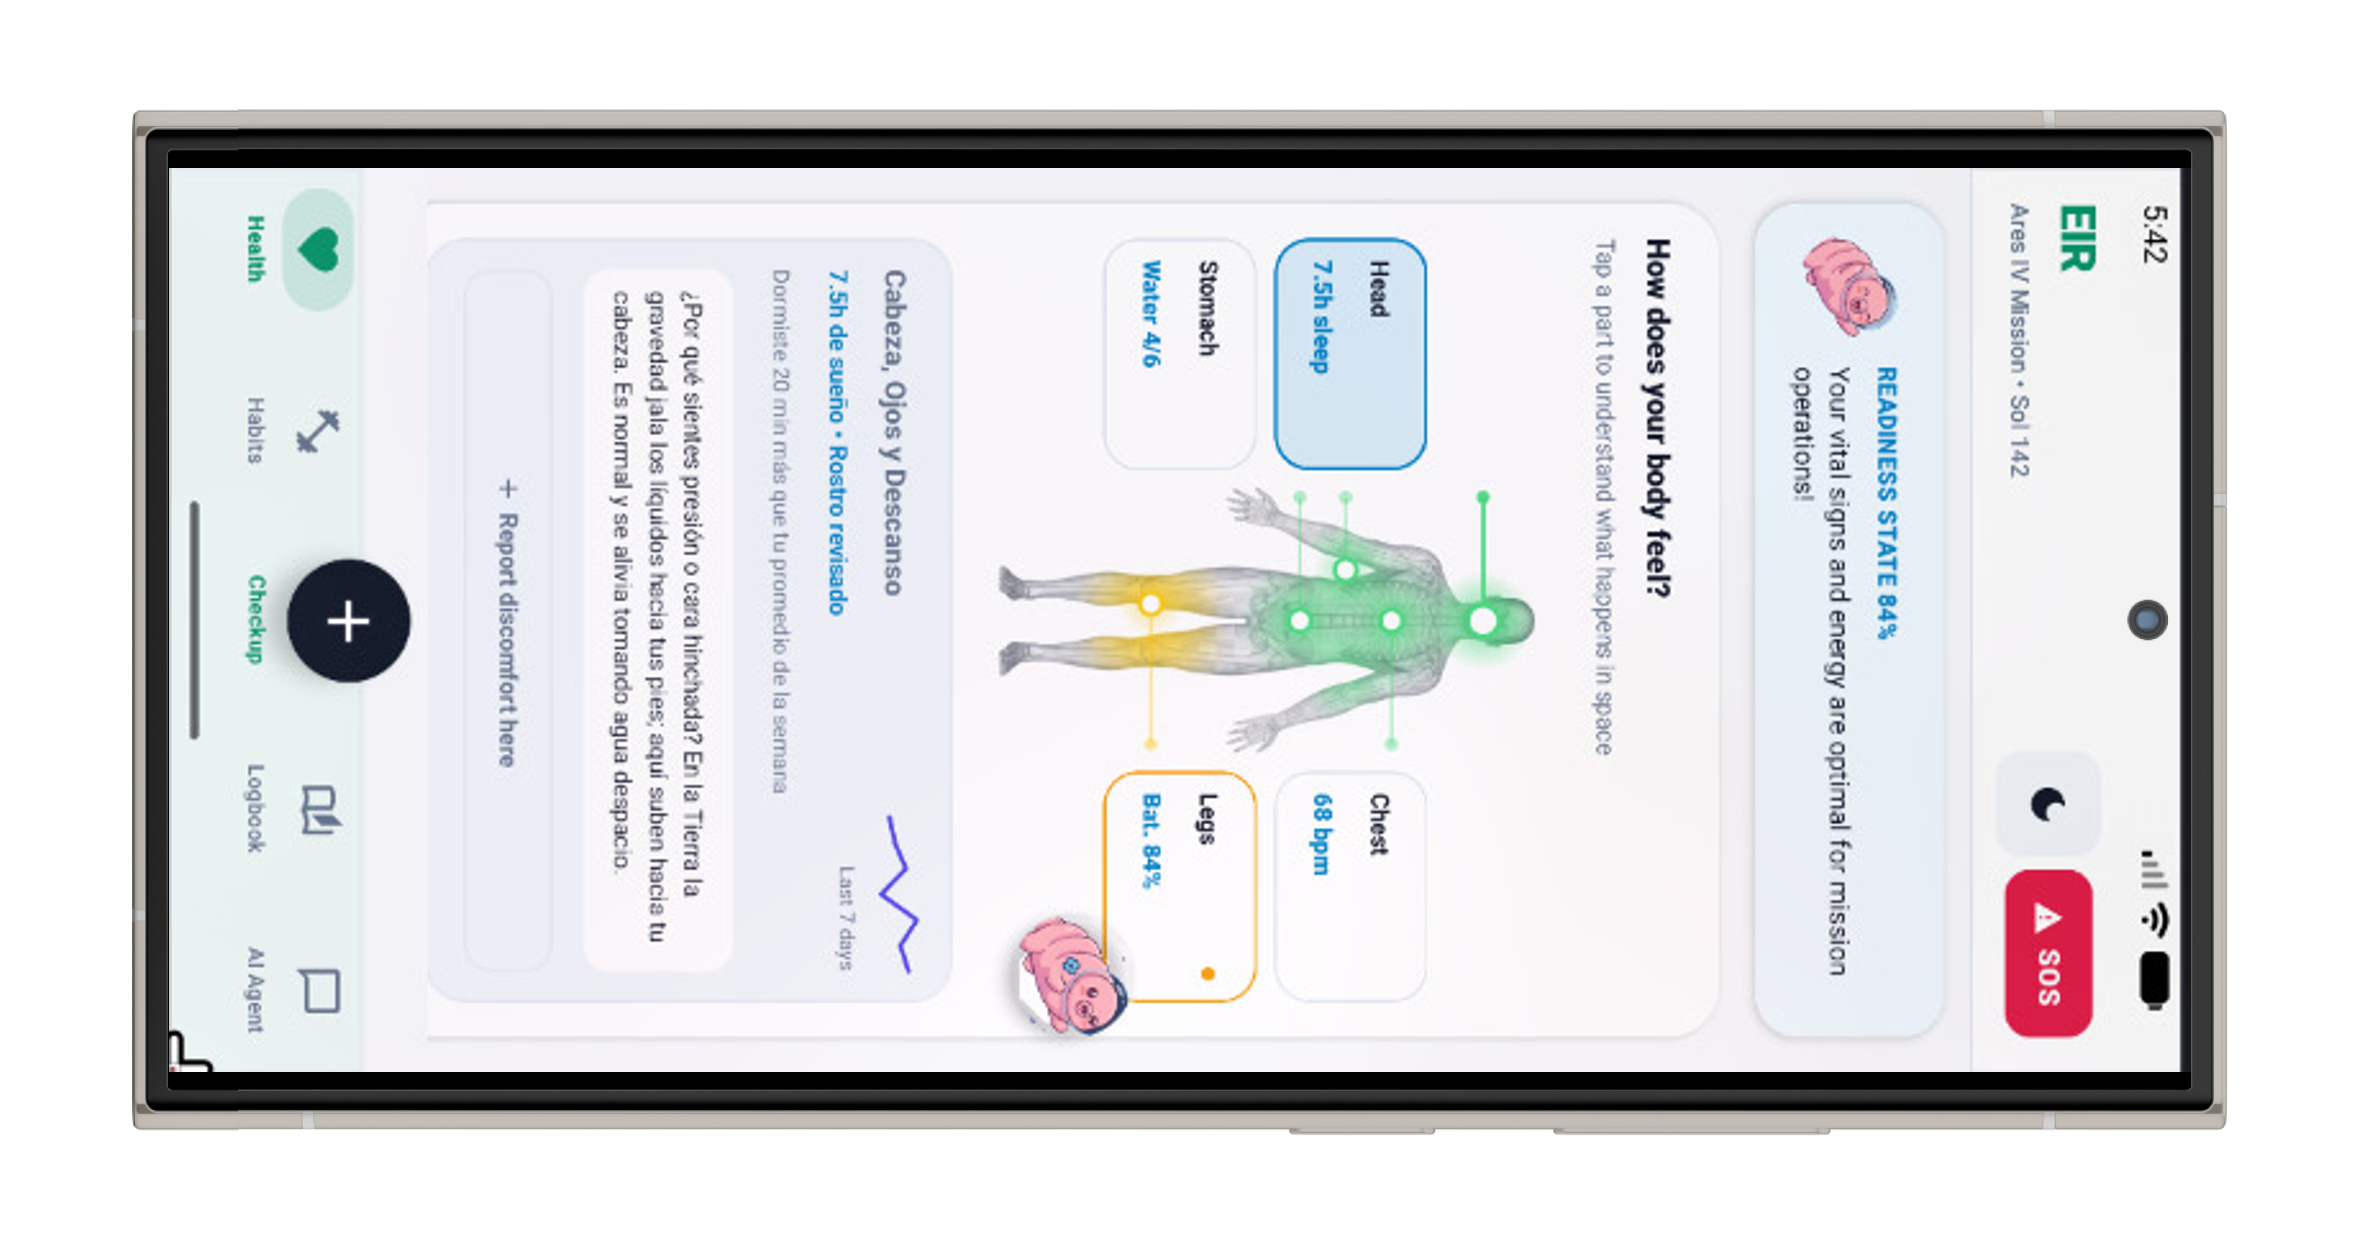 5:42
EIR
Ares IV Mission • Sol 142
SOS
READINESS STATE 84%
Your vital signs and energy are optimal for mission
operations!
How does your body feel?
Tap a part to understand what happens in space
Head
7.5h sleep
Chest
68 bpm
Stomach
Water 4/6
Legs
Bat. 84%
Cabeza, Ojos y Descanso
7.5h de sueño • Rostro revisado
Last 7 days
Dormiste 20 min más que tu promedio de la semana
¿Por qué sientes presión o cara hinchada? En la Tierra la
gravedad jala los líquidos hacia tus pies; aquí suben hacia tu
cabeza. Es normal y se alivia tomando agua despacio.
+ Report discomfort here
Health
Habits
Checkup
Logbook
AI Agent